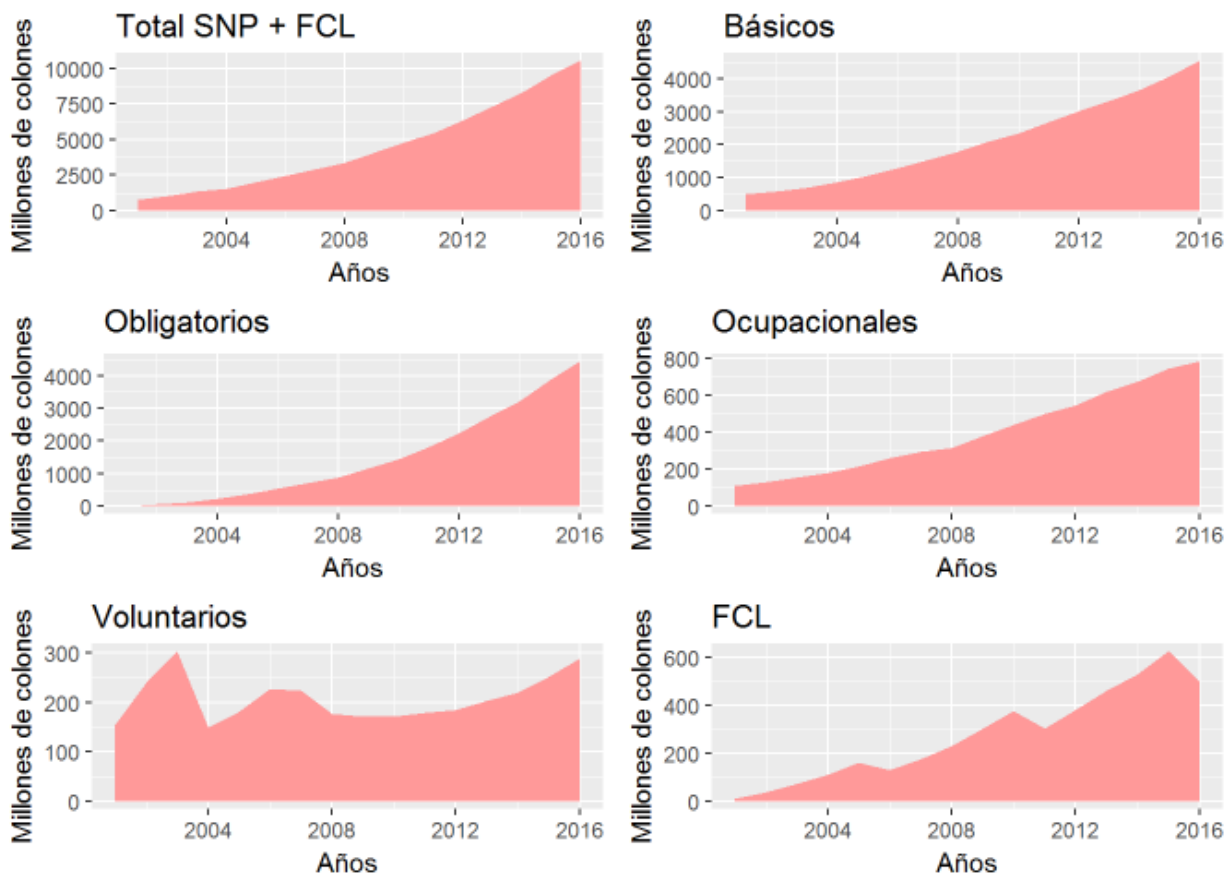 Total SNP + FCL
Millones de colones
10000
7500
5000
2500
0
2004 2008 2012 2016
Años
Básicos
Millones de colones
4000
3000
2000
1000
0
2004 2008 2012 2016
Años
Obligatorios
Millones de colones
4000
3000
2000
1000
0
2004 2008 2012 2016
Años
Ocupacionales
Millones de colones
800
600
400
200
0
2004 2008 2012 2016
Años
Voluntarios
Millones de colones
300
200
100
0
2004 2008 2012 2016
Años
FCL
Millones de colones
600
400
200
0
2004 2008 2012 2016
Años